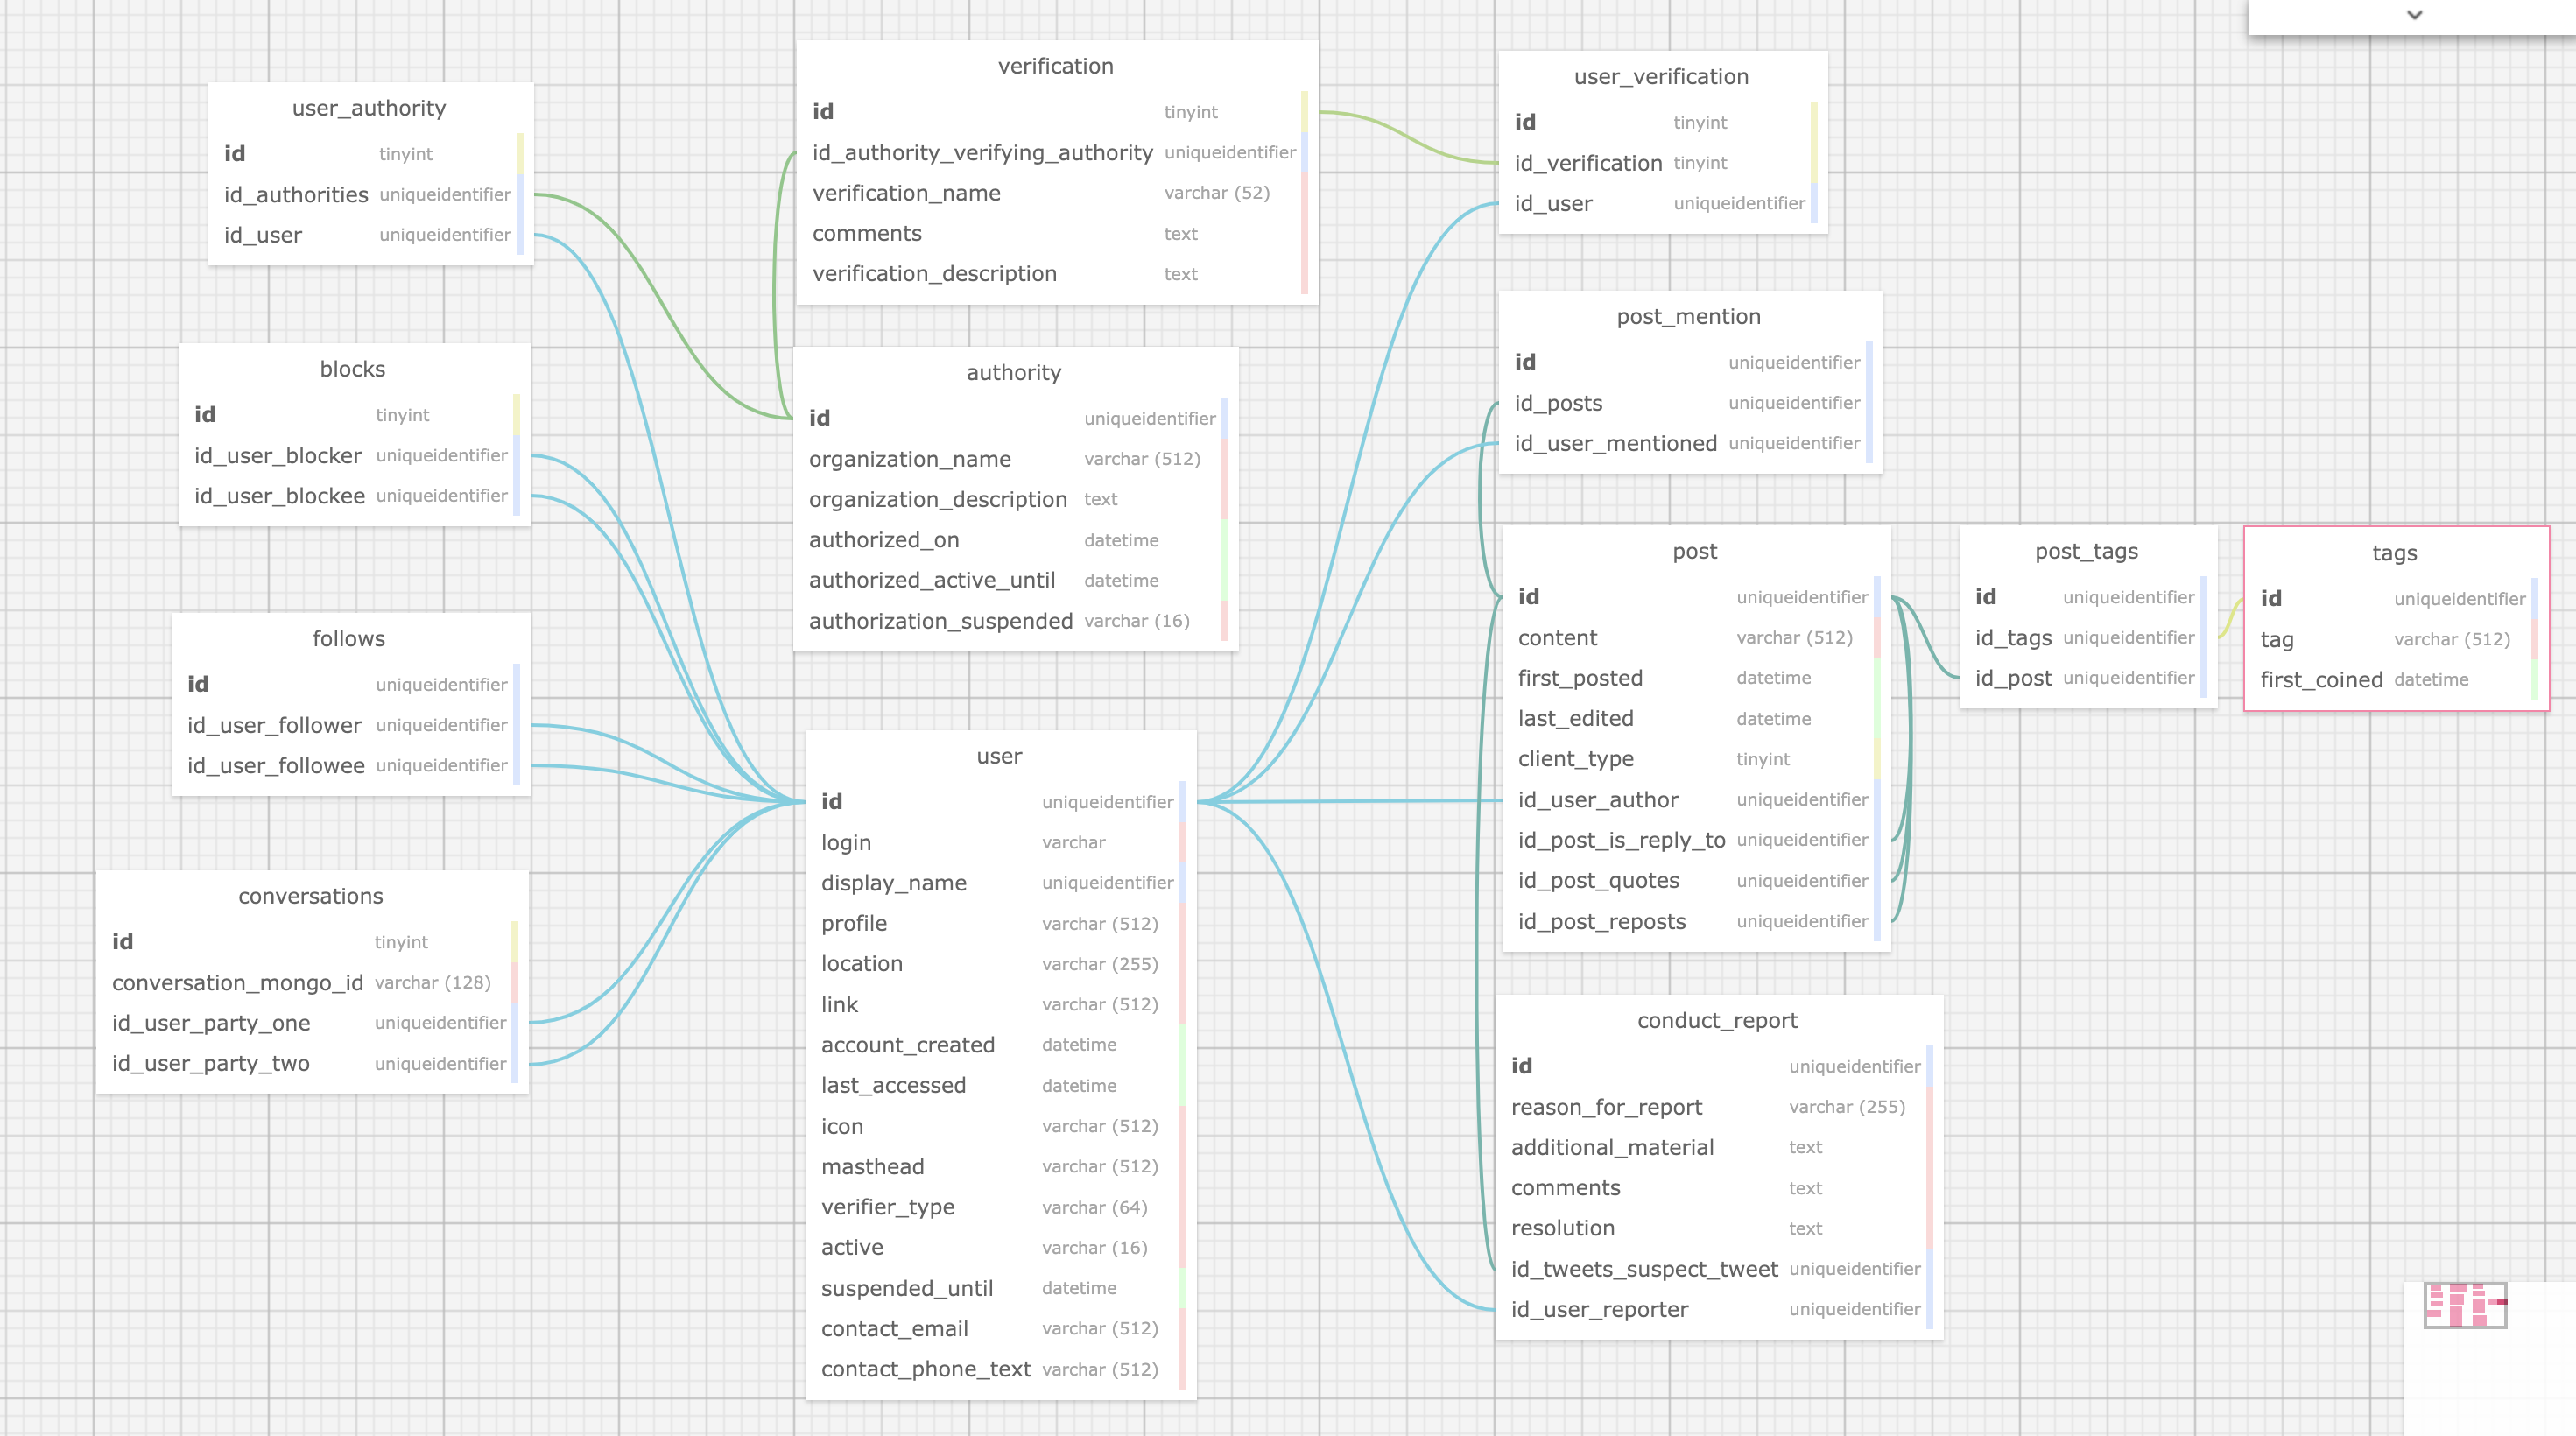 user_authority
id tinyint
id_authorities uniqueidentifier
id_user uniqueidentifier
blocks
id tinyint
id_user_blocker uniqueidentifier
id_user_blockee uniqueidentifier
follows
id uniqueidentifier
id_user_follower uniqueidentifier
id_user_followee uniqueidentifier
conversations
id tinyint
conversation_mongo_id varchar (128)
id_user_party_one uniqueidentifier
id_user_party_two uniqueidentifier
verification
id tinyint
id_authority_verifying_authority uniqueidentifier
verification_name varchar (52)
comments text
verification_description text
authority
id uniqueidentifier
organization_name varchar (512)
organization_description text
authorized_on datetime
authorized_active_until datetime
authorization_suspended varchar (16)
user
id uniqueidentifier
login varchar
display_name uniqueidentifier
profile varchar (512)
location varchar (255)
link varchar (512)
account_created datetime
last_accessed datetime
icon varchar (512)
masthead varchar (512)
verifier_type varchar (64)
active varchar (16)
suspended_until datetime
contact_email varchar (512)
contact_phone_text varchar (512)
user_verification
id tinyint
id_verification tinyint
id_user uniqueidentifier
post_mention
id uniqueidentifier
id_posts uniqueidentifier
id_user_mentioned uniqueidentifier
post
id uniqueidentifier
content varchar (512)
first_posted datetime
last_edited datetime
client_type tinyint
id_user_author uniqueidentifier
id_post_is_reply_to uniqueidentifier
id_post_quotes uniqueidentifier
id_post_reposts uniqueidentifier
conduct_report
id uniqueidentifier
reason_for_report varchar (255)
additional_material text
comments text
resolution text
id_tweets_suspect_tweet uniqueidentifier
id_user_reporter uniqueidentifier
post_tags
id uniqueidentifier
id_tags uniqueidentifier
id_post uniqueidentifier
tags
id uniqueidentifier
tag varchar (512)
first_coined datetime